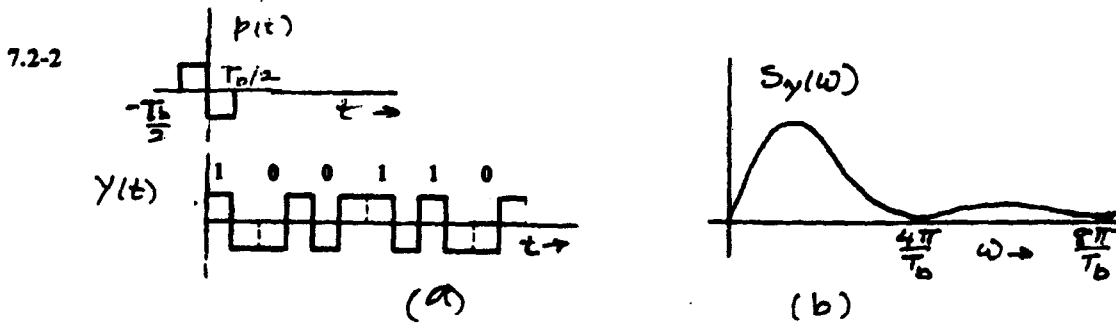 7.2-2
p(t)
T_b/2
-T_b/2
t →
Y(t)
1 0 0 1 1 0
t →
(a)
S_y(ω)
4π/T_b
ω →
8π/T_b
(b)